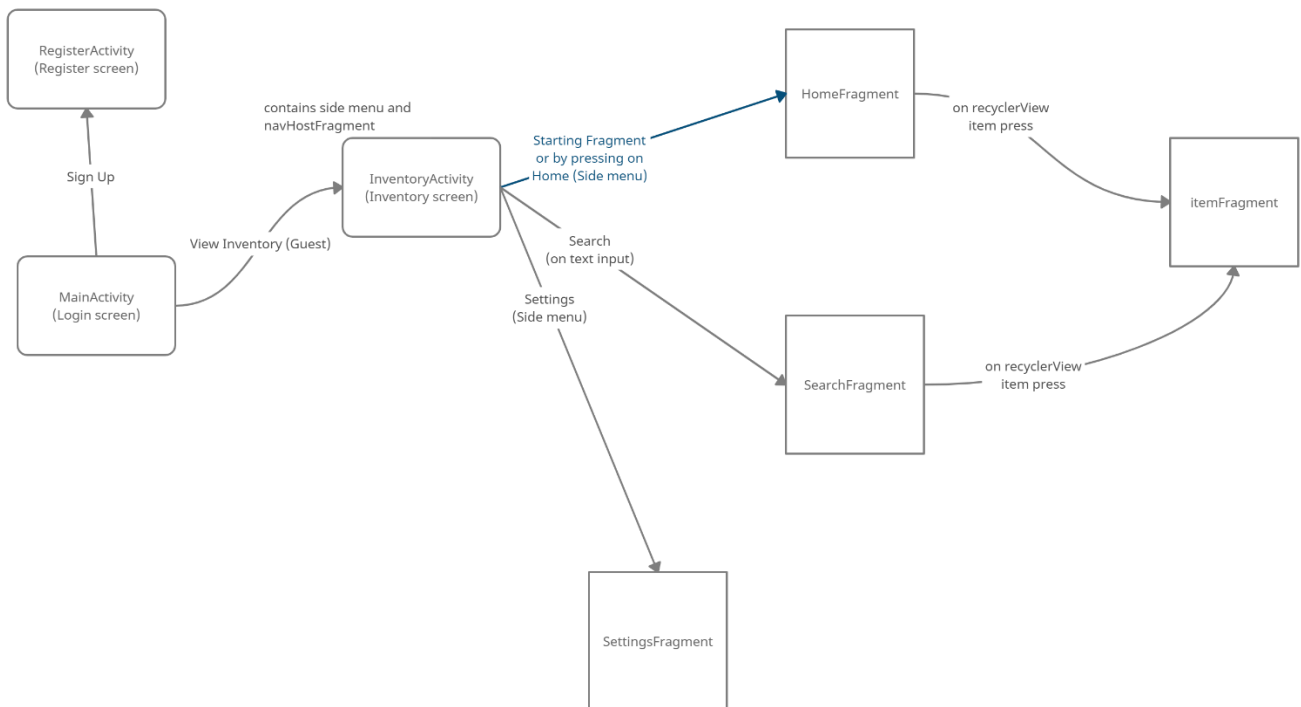 RegisterActivity
(Register screen)
contains side menu and
navHostFragment
HomeFragment
on recyclerView
item press
Starting Fragment
or by pressing on
Home (Side menu)
Sign Up
InventoryActivity
(Inventory screen)
itemFragment
View Inventory (Guest)
Search
(on text input)
MainActivity
(Login screen)
Settings
(Side menu)
SearchFragment
on recyclerView
item press
SettingsFragment